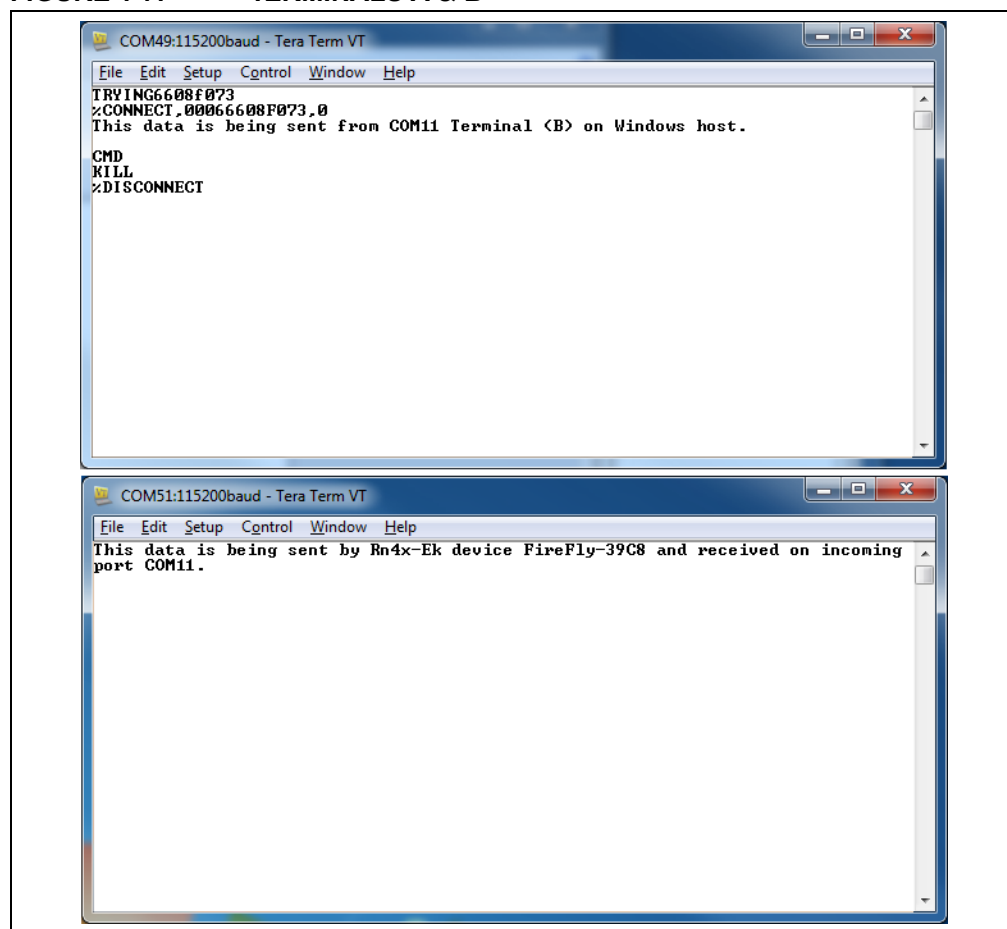 COM49:115200baud - Tera Term VT
File Edit Setup Control Window Help
TRYING6608f073
%CONNECT,00066608F073,0
This data is being sent from COM11 Terminal (B) on Windows host.
CMD
KILL
%DISCONNECT
COM51:115200baud - Tera Term VT
File Edit Setup Control Window Help
This data is being sent by Rn4x-Ek device FireFly-39C8 and received on incoming
port COM11.